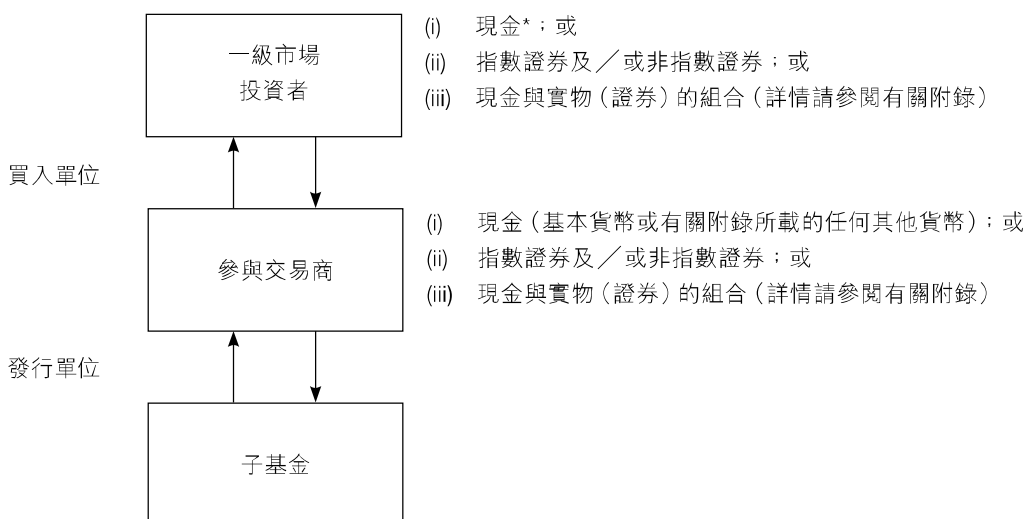 一級市場
投資者
(i) 現金*；或
(ii) 指數證券及／或非指數證券；或
(iii) 現金與實物（證券）的組合（詳情請參閱有關附錄）
買入單位
參與交易商
(i) 現金（基本貨幣或有關附錄所載的任何其他貨幣）；或
(ii) 指數證券及／或非指數證券；或
(iii) 現金與實物（證券）的組合（詳情請參閱有關附錄）
發行單位
子基金